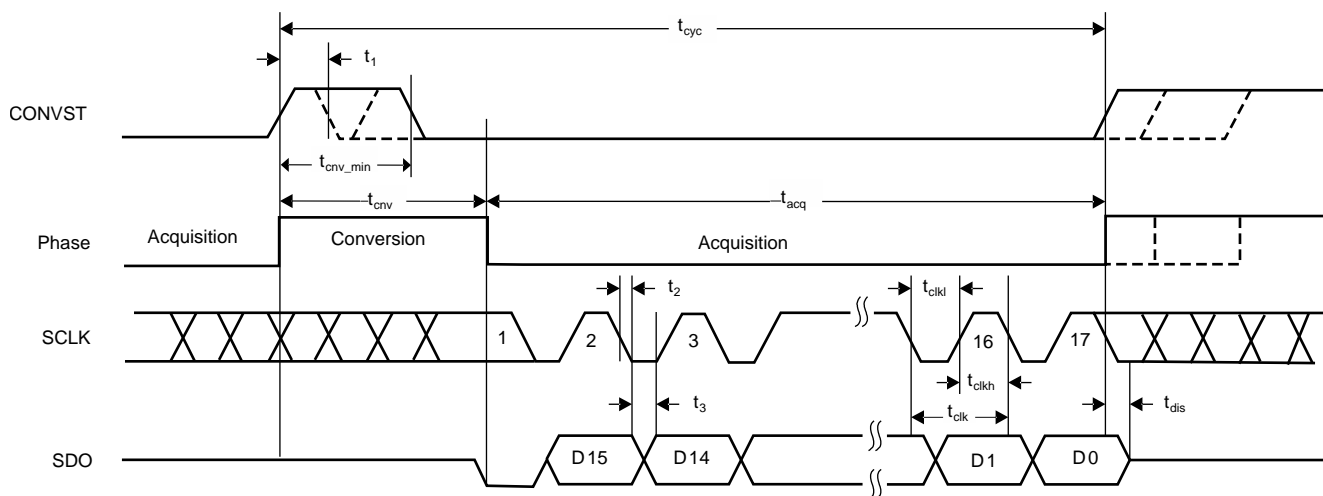 t_cyc
t_1
CONVST
t_cnv_min
t_cnv
t_acq
Phase
Acquisition
Conversion
Acquisition
t_2
t_clkl
SCLK
1
2
3
16
17
t_3
t_clkh
t_clk
t_dis
SDO
D15
D14
D1
D0